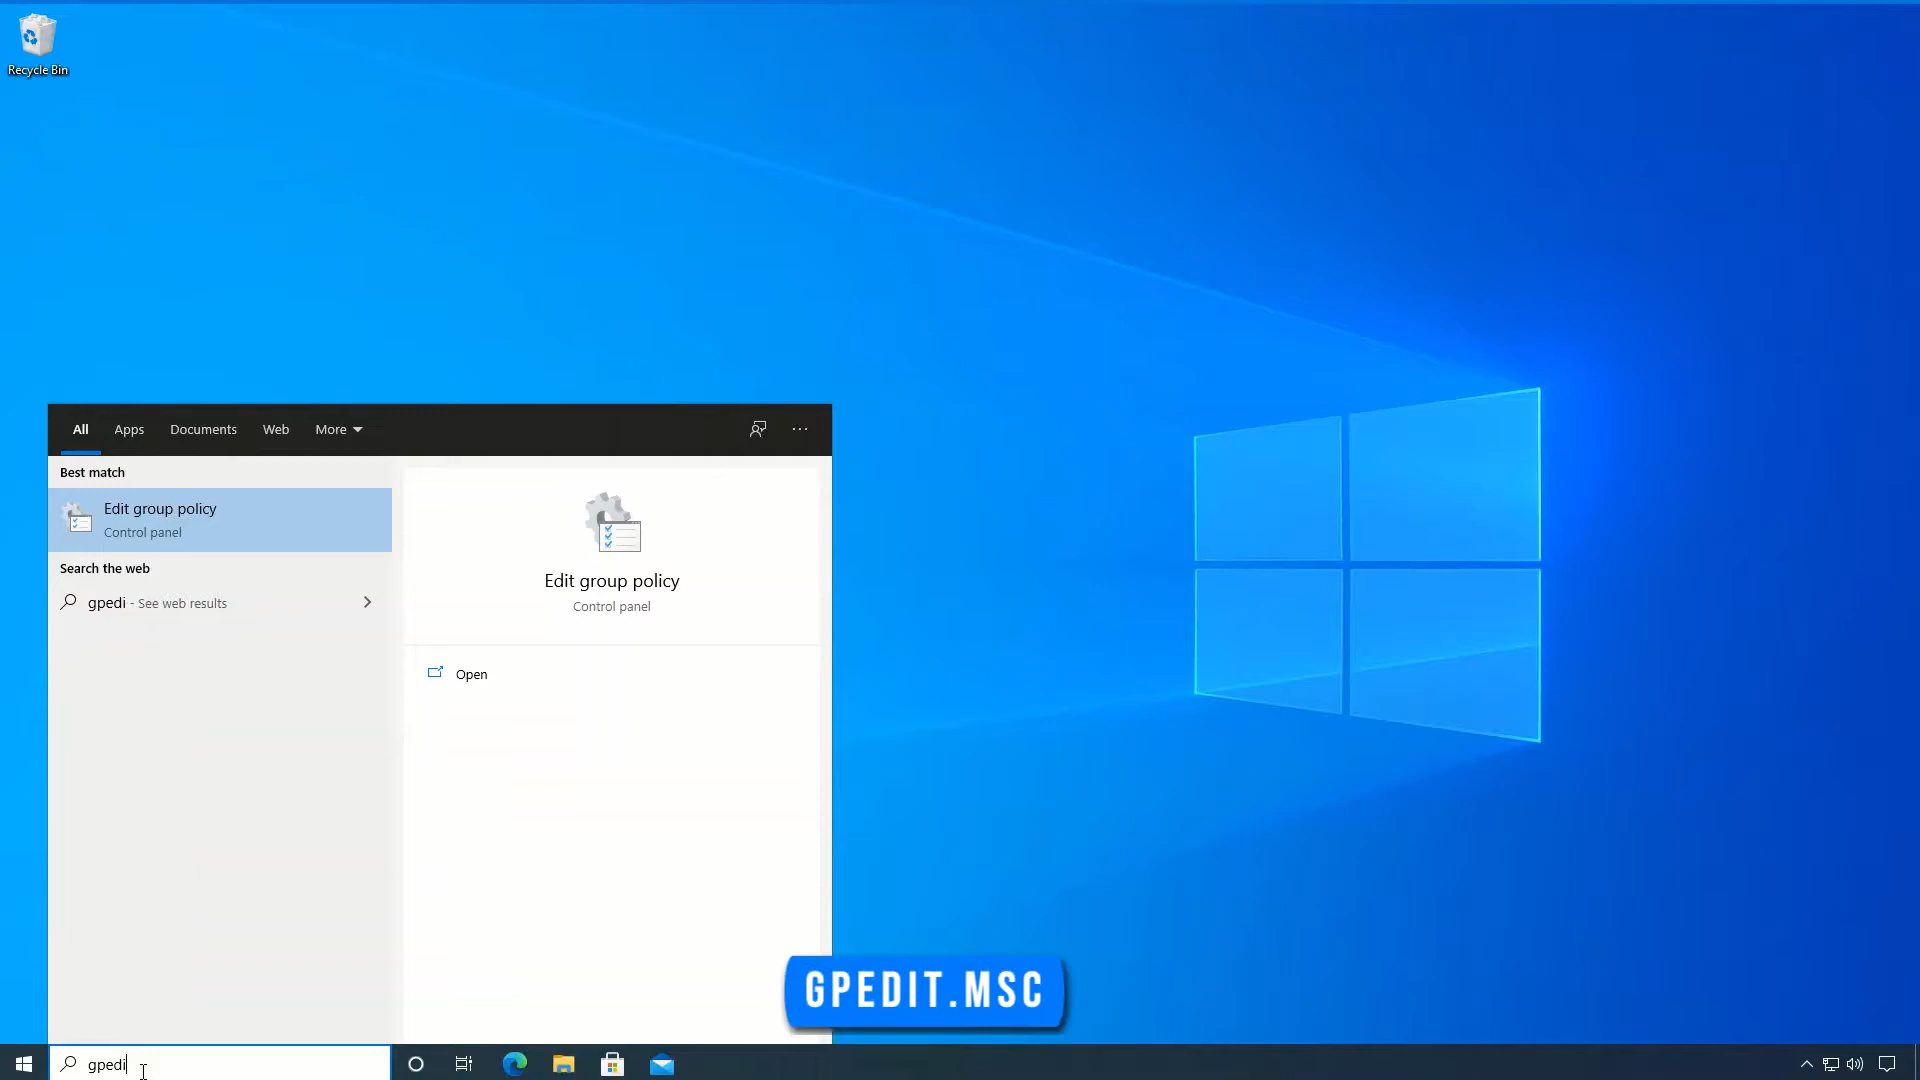 Recycle Bin
All
Apps
Documents
Web
More
Best match
Edit group policy
Control panel
Search the web
gpedi - See web results
Edit group policy
Control panel
Open
GPEDIT.MSC
gpedi